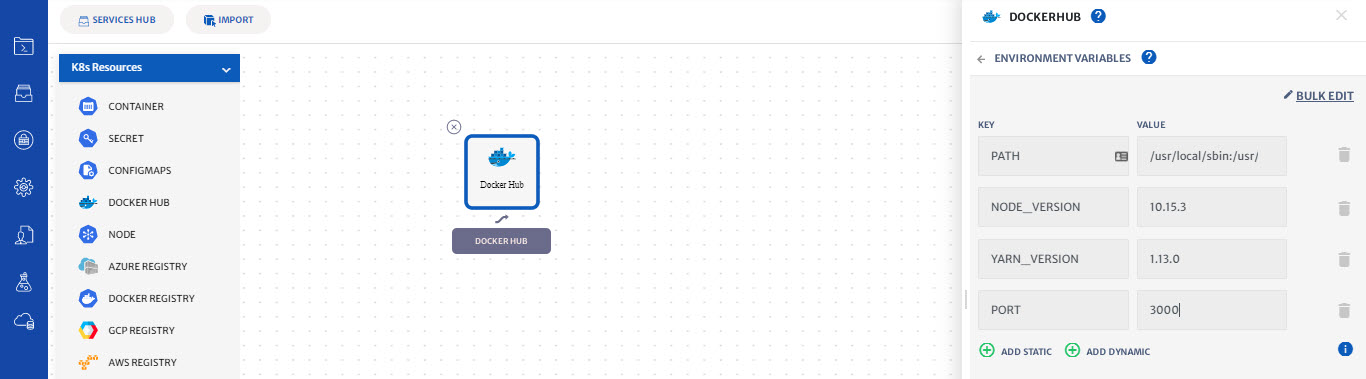 SERVICES HUB
IMPORT
K8s Resources
CONTAINER
SECRET
CONFIGMAPS
DOCKER HUB
NODE
AZURE REGISTRY
DOCKER REGISTRY
GCP REGISTRY
AWS REGISTRY
Docker Hub
DOCKER HUB
DOCKERHUB
ENVIRONMENT VARIABLES
BULK EDIT
KEY VALUE
PATH /usr/local/sbin:/usr/
NODE_VERSION 10.15.3
YARN_VERSION 1.13.0
PORT 3000
ADD STATIC ADD DYNAMIC